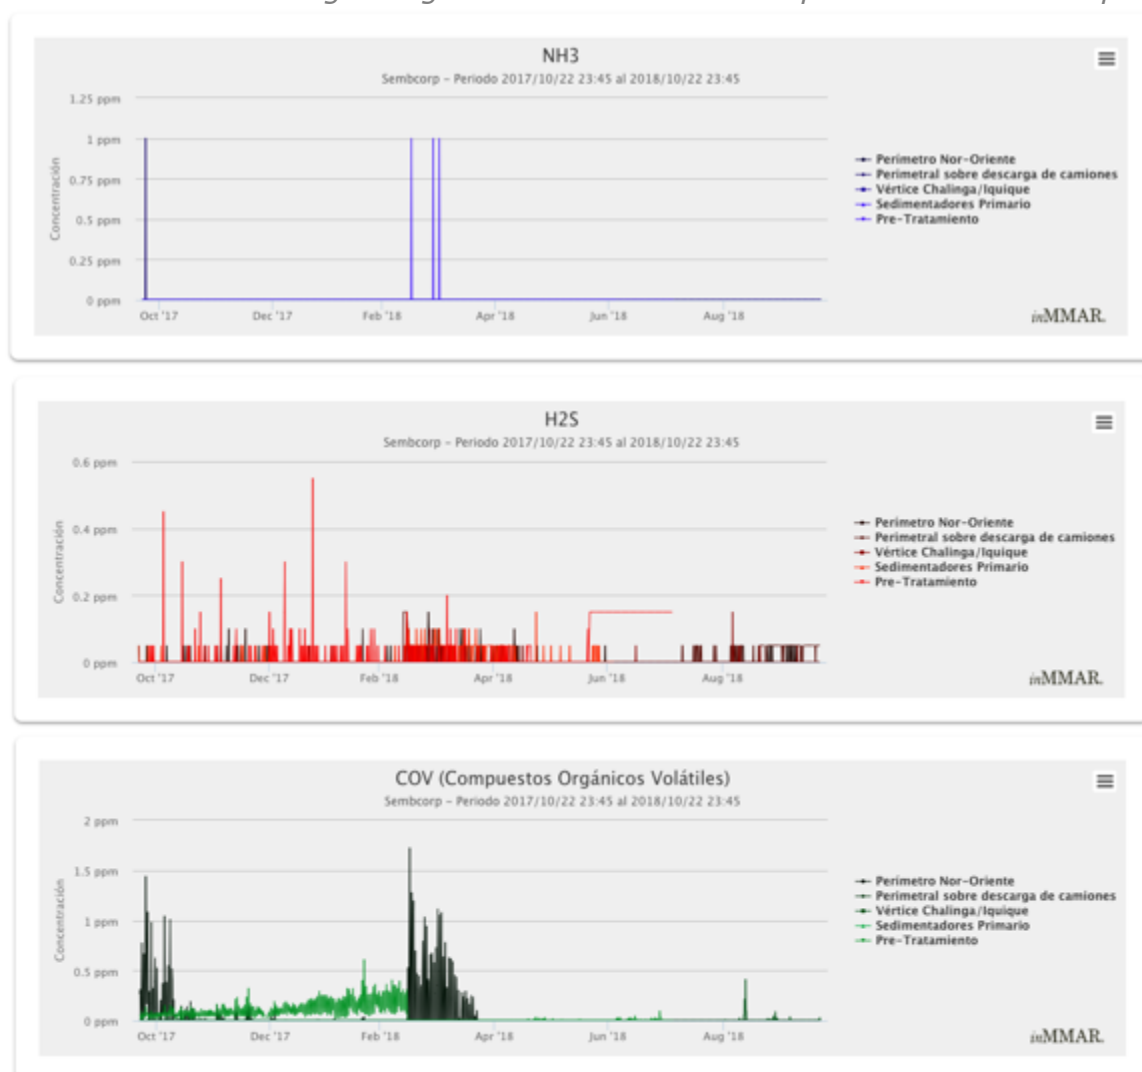 NH3
Sembcorp - Periodo 2017/10/22 23:45 al 2018/10/22 23:45
1.25 ppm
1 ppm
0.75 ppm
0.5 ppm
0.25 ppm
0 ppm
Concentración
Oct '17 Dec '17 Feb '18 Apr '18 Jun '18 Aug '18
Perímetro Nor-Oriente
Perimetral sobre descarga de camiones
Vértice Chalinga/Iquique
Sedimentadores Primario
Pre-Tratamiento
inMMAR.
H2S
Sembcorp - Periodo 2017/10/22 23:45 al 2018/10/22 23:45
0.6 ppm
0.4 ppm
0.2 ppm
0 ppm
Concentración
Oct '17 Dec '17 Feb '18 Apr '18 Jun '18 Aug '18
Perímetro Nor-Oriente
Perimetral sobre descarga de camiones
Vértice Chalinga/Iquique
Sedimentadores Primario
Pre-Tratamiento
inMMAR.
COV (Compuestos Orgánicos Volátiles)
Sembcorp - Periodo 2017/10/22 23:45 al 2018/10/22 23:45
2 ppm
1.5 ppm
1 ppm
0.5 ppm
0 ppm
Concentración
Oct '17 Dec '17 Feb '18 Apr '18 Jun '18 Aug '18
Perímetro Nor-Oriente
Perimetral sobre descarga de camiones
Vértice Chalinga/Iquique
Sedimentadores Primario
Pre-Tratamiento
inMMAR.